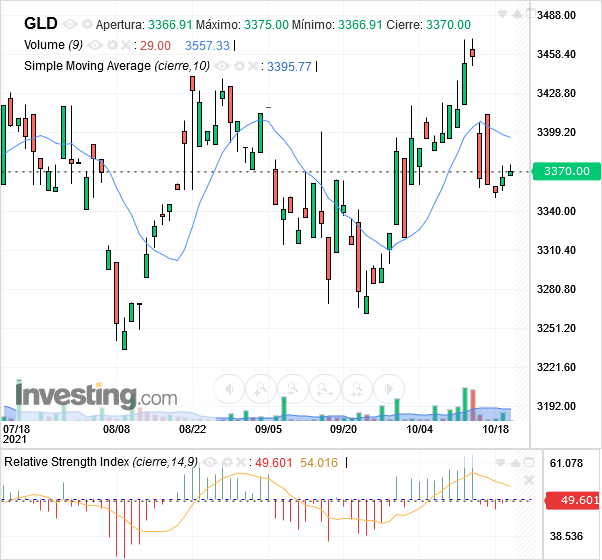 GLD Apertura: 3366.91 Máximo: 3375.00 Mínimo: 3366.91 Cierre: 3370.00
Volume (9) : 29.00 3557.33
Simple Moving Average (cierre,10) : 3395.77
3488.00
3458.40
3428.80
3399.20
3370.00
3340.00
3310.40
3280.80
3251.20
3221.60
3192.00
Investing.com
07/18 08/08 08/22 09/05 09/20 10/04 10/18
2021
Relative Strength Index (cierre,14,9) : 49.601 54.016
61.078
49.601
38.536